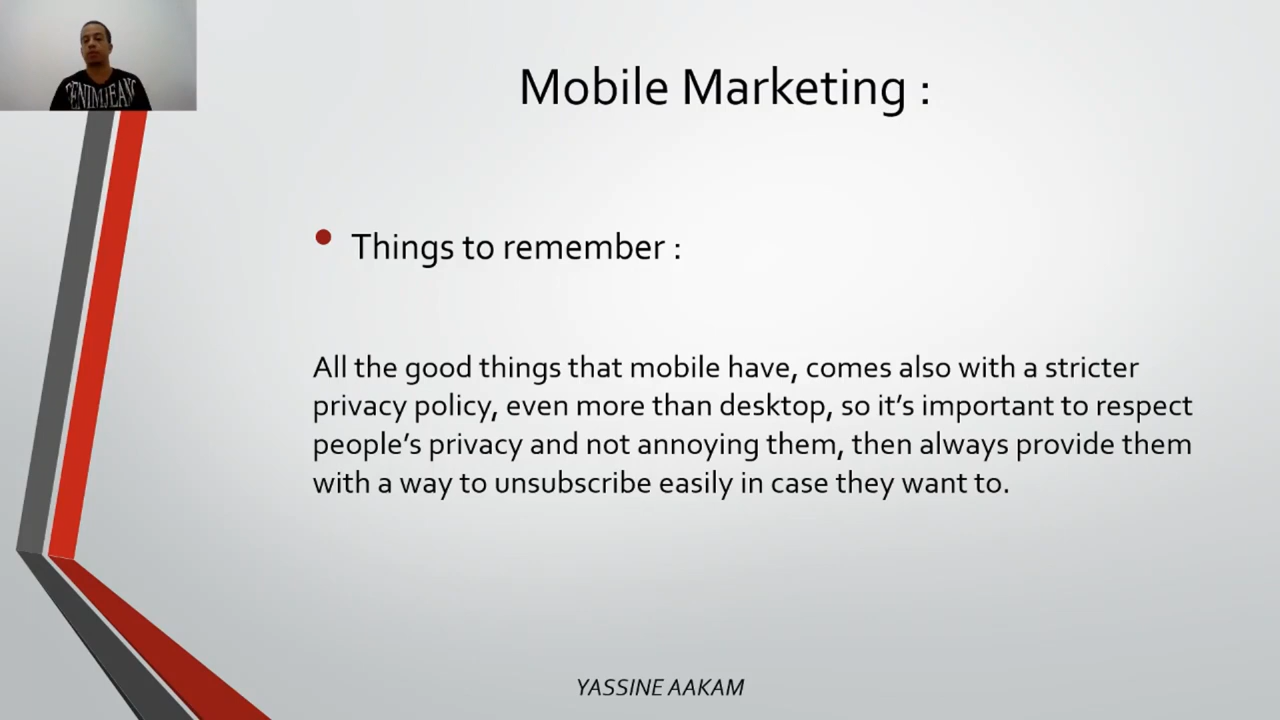 Mobile Marketing :
Things to remember :
All the good things that mobile have, comes also with a stricter
privacy policy, even more than desktop, so it’s important to respect
people’s privacy and not annoying them, then always provide them
with a way to unsubscribe easily in case they want to.
YASSINE AAKAM